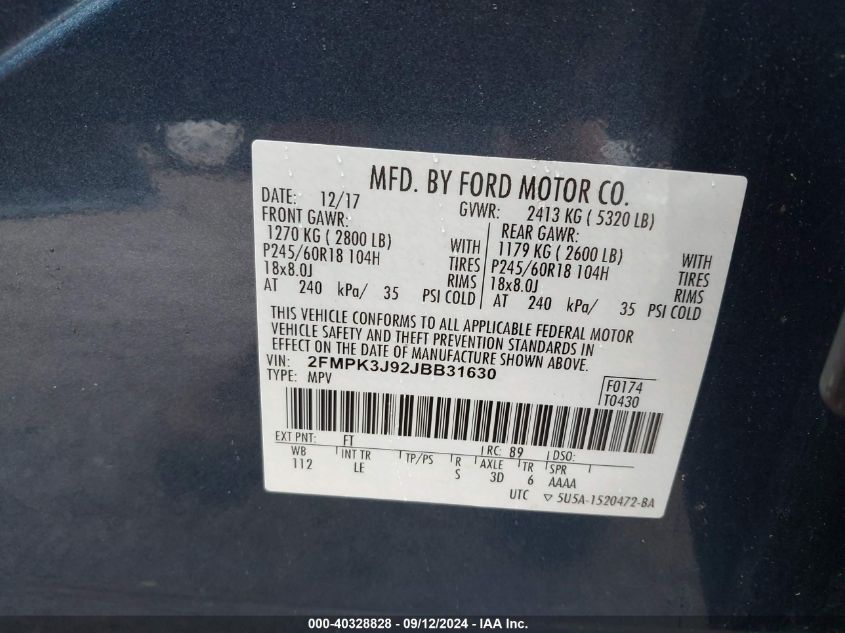 MFD. BY FORD MOTOR CO.
DATE: 12/17 GVWR: 2413 KG ( 5320 LB)
FRONT GAWR: REAR GAWR:
1270 KG ( 2800 LB) WITH 1179 KG ( 2600 LB) WITH
P245/60R18 104H TIRES P245/60R18 104H TIRES
18x8.0J RIMS 18x8.0J RIMS
AT 240 kPa/ 35 PSI COLD AT 240 kPa/ 35 PSI COLD
THIS VEHICLE CONFORMS TO ALL APPLICABLE FEDERAL MOTOR
VEHICLE SAFETY AND THEFT PREVENTION STANDARDS IN
EFFECT ON THE DATE OF MANUFACTURE SHOWN ABOVE.
VIN: 2FMPK3J92JBB31630
TYPE: MPV
F0174
T0430
EXT PNT: FT RC: 89 DSO:
WB INT TR TP/PS R AXLE TR SPR
112 LE S 3D 6 AAAA
UTC ▽ 5U5A-1520472-BA
000-40328828 - 09/12/2024 - IAA Inc.